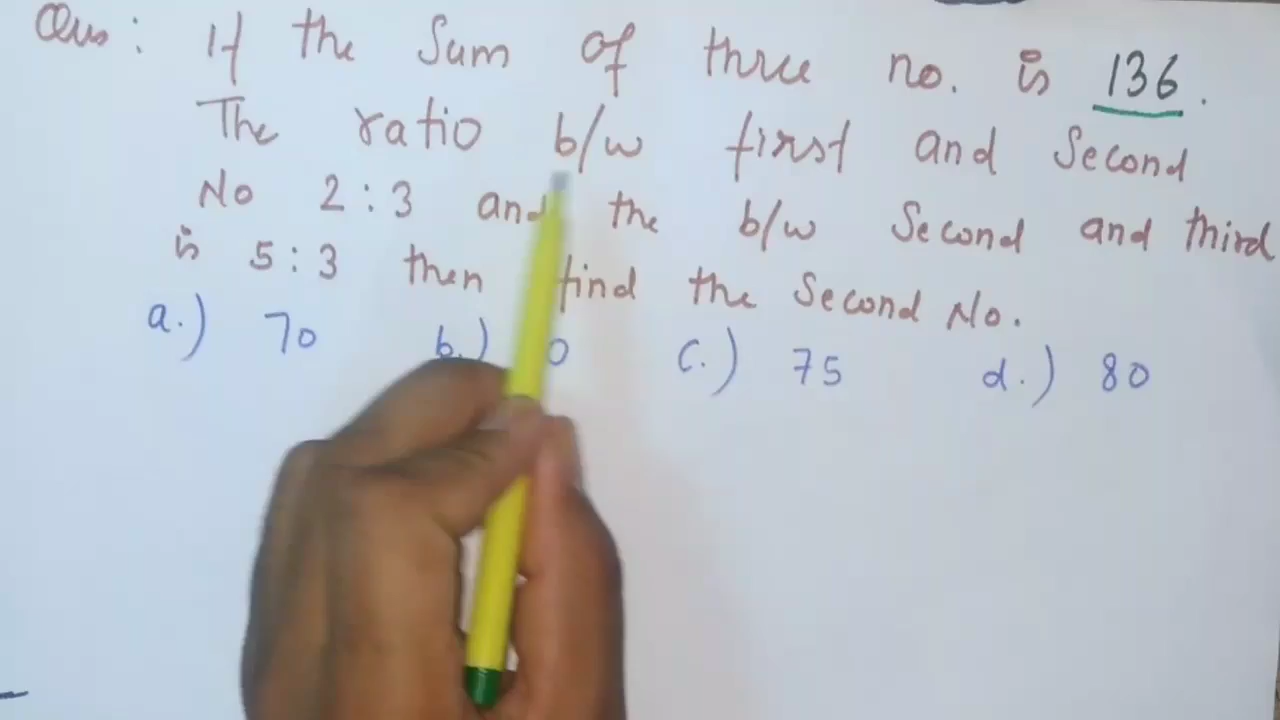 Ques: If the Sum of three no. is 136.
The ratio b/w first and Second
No 2:3 and the b/w Second and third
is 5:3 then find the Second No.
a.) 70 b.) c.) 75 d.) 80